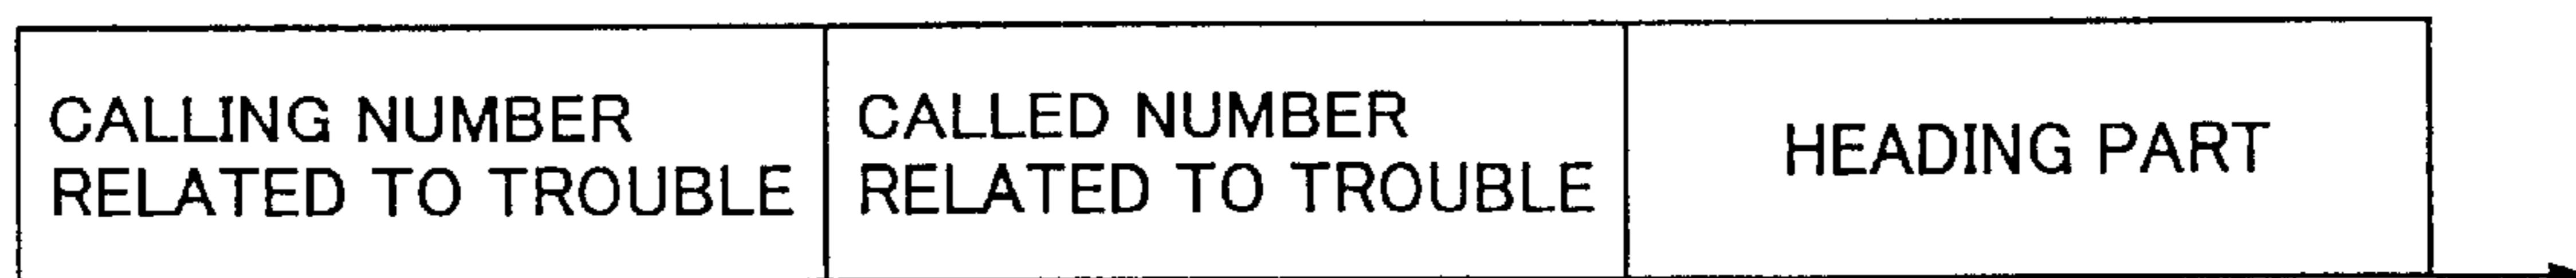 CALLING NUMBER
RELATED TO TROUBLE
CALLED NUMBER
RELATED TO TROUBLE
HEADING PART